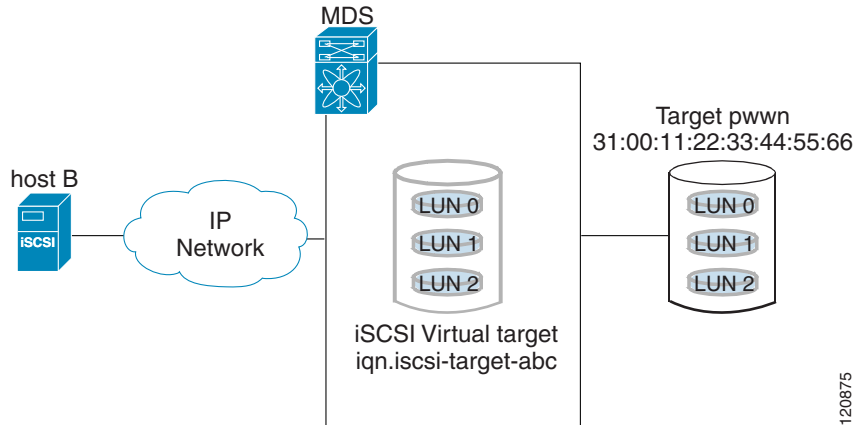 MDS
Target pwwn
31:00:11:22:33:44:55:66
host B
iSCSI
IP
Network
LUN 0
LUN 1
LUN 2
LUN 0
LUN 1
LUN 2
iSCSI Virtual target
iqn.iscsi-target-abc
120875